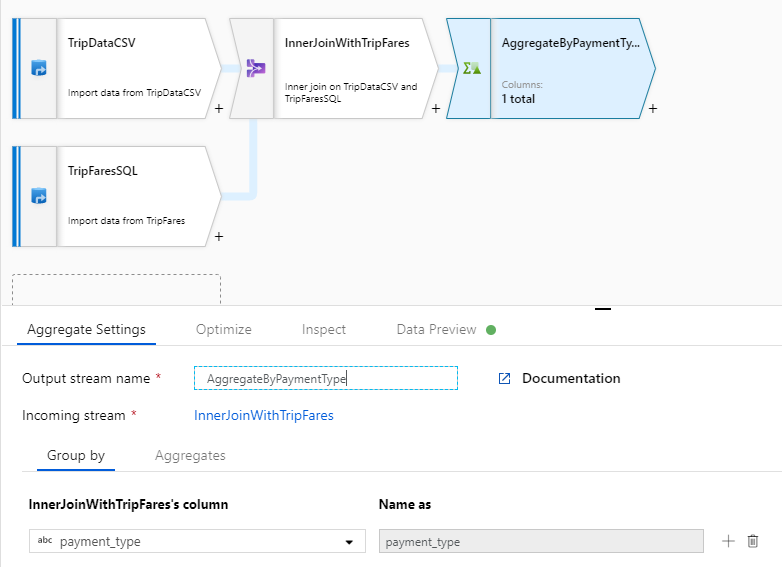 TripDataCSV
Import data from TripDataCSV
+
InnerJoinWithTripFares
Inner join on TripDataCSV and
TripFaresSQL
+
AggregateByPaymentTy...
Columns:
1 total
+
TripFaresSQL
Import data from TripFares
+
Aggregate Settings Optimize Inspect Data Preview
Output stream name * AggregateByPaymentType Documentation
Incoming stream * InnerJoinWithTripFares
Group by Aggregates
InnerJoinWithTripFares's column Name as
abc payment_type payment_type